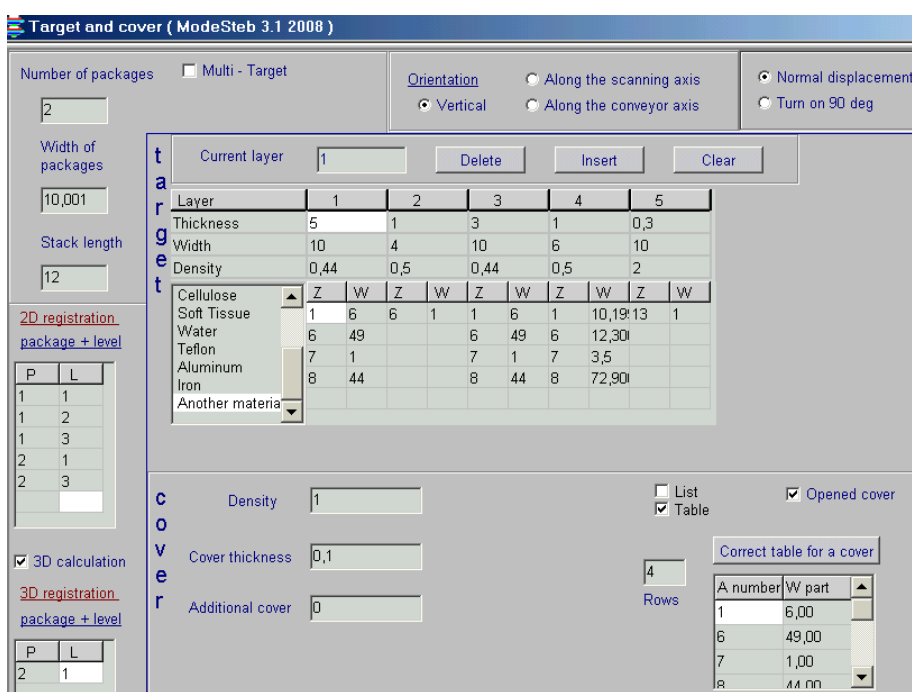 Target and cover ( ModeSteb 3.1 2008 )
Number of packages
Multi - Target
2
Width of packages
10,001
Stack length
12
Orientation
Vertical
Along the scanning axis
Along the conveyor axis
Normal displacement
Turn on 90 deg
target
Current layer 1 Delete Insert Clear
Layer 1 2 3 4 5
Thickness 5 1 3 1 0,3
Width 10 4 10 6 10
Density 0,44 0,5 0,44 0,5 2
Cellulose
Soft Tissue
Water
Teflon
Aluminum
Iron
Another materia
Z W Z W Z W Z W Z W
1 6 6 1 1 6 1 10,19 13 1
6 49 6 49 6 12,30
7 1 7 1 7 3,5
8 44 8 44 8 72,90
2D registration
package + level
P L
1 1
1 2
1 3
2 1
2 3
3D calculation
3D registration
package + level
P L
2 1
cover
Density 1
Cover thickness 0,1
Additional cover 0
List
Table
Opened cover
4
Rows
Correct table for a cover
A number W part
1 6,00
6 49,00
7 1,00
8 44,00